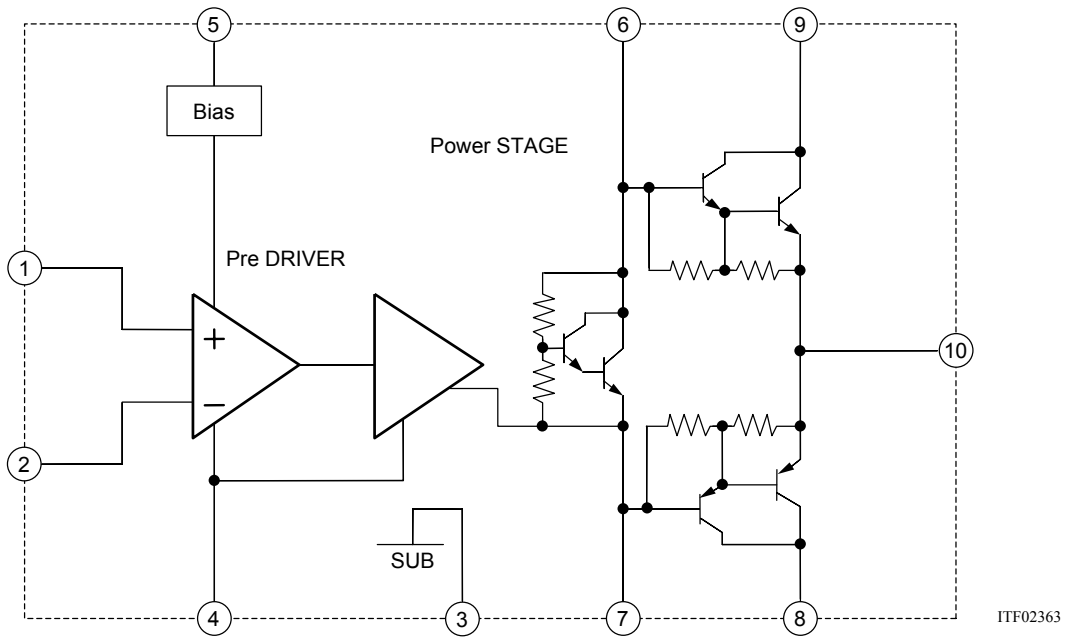 5
6
9
Bias
Power STAGE
Pre DRIVER
1
+
10
−
2
SUB
4
3
7
8
ITF02363